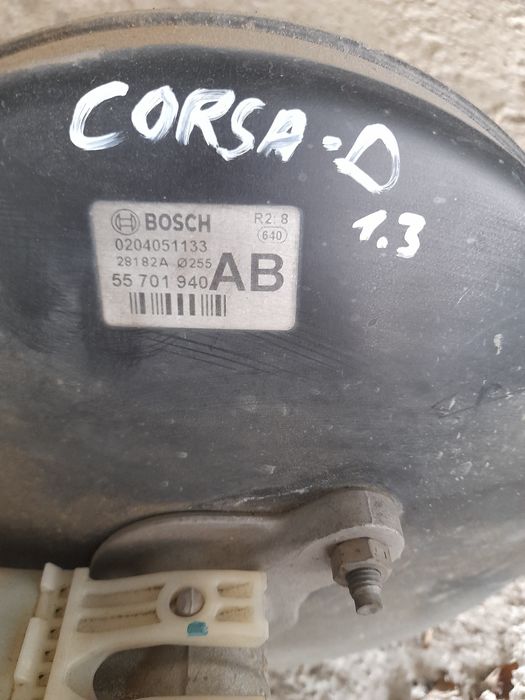 CORSA-D
1.3
BOSCH R2.8
0204051133 640
28182A Ø255
55 701 940 AB